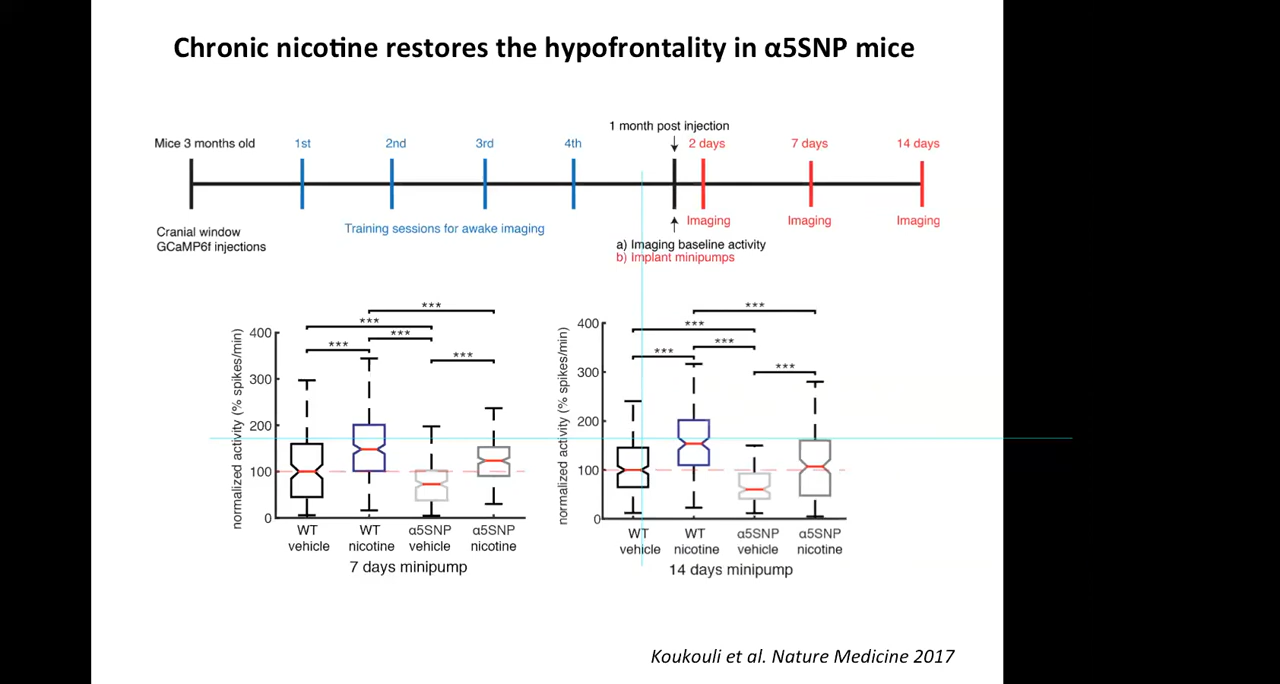 Chronic nicotine restores the hypofrontality in α5SNP mice
1 month post injection
Mice 3 months old 1st 2nd 3rd 4th 2 days 7 days 14 days
Cranial window
GCaMP6f injections
Training sessions for awake imaging
Imaging Imaging Imaging
a) Imaging baseline activity
b) Implant minipumps
normalized activity (% spikes/min)
400
300
200
100
0
*** *** *** *** ***
WT vehicle
WT nicotine
α5SNP vehicle
α5SNP nicotine
7 days minipump
normalized activity (% spikes/min)
400
300
200
100
0
*** *** *** *** ***
WT vehicle
WT nicotine
α5SNP vehicle
α5SNP nicotine
14 days minipump
Koukouli et al. Nature Medicine 2017